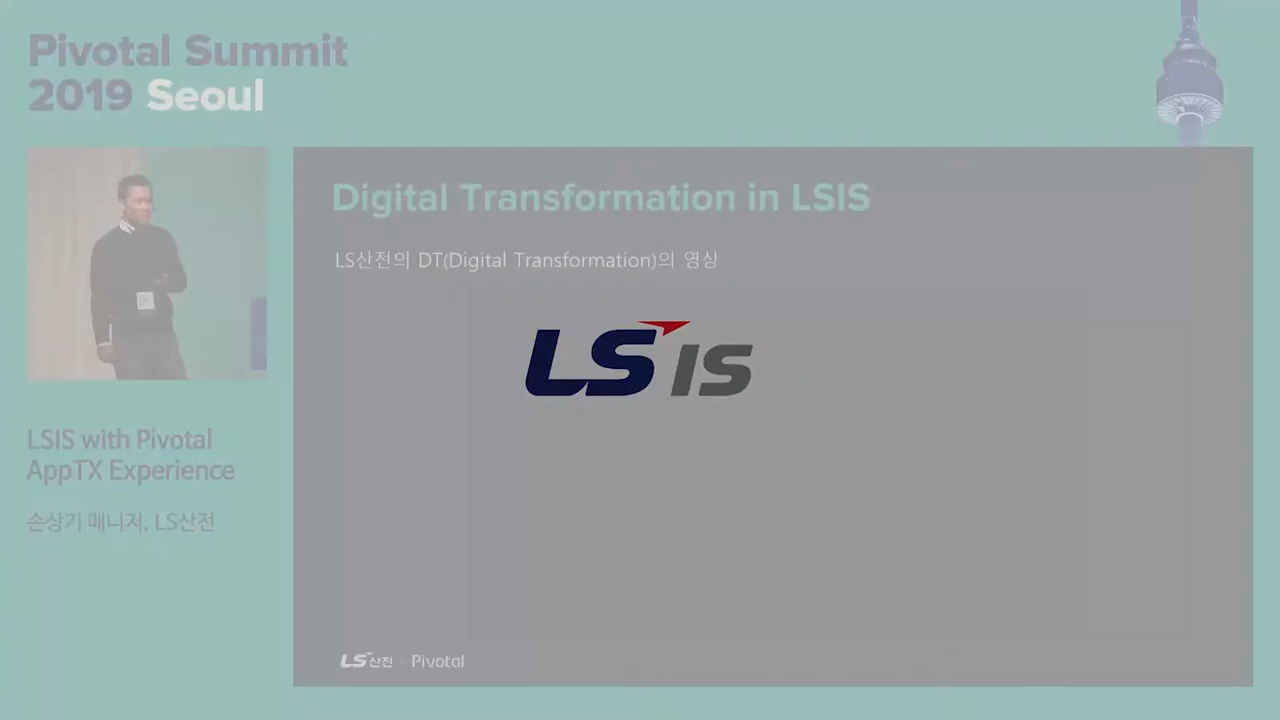 Pivotal Summit
2019 Seoul
Digital Transformation in LSIS
LS산전의 DT(Digital Transformation)의 영상
LS IS
LSIS with Pivotal
AppTX Experience
손상기 매니저, LS산전
LS산전 Pivotal